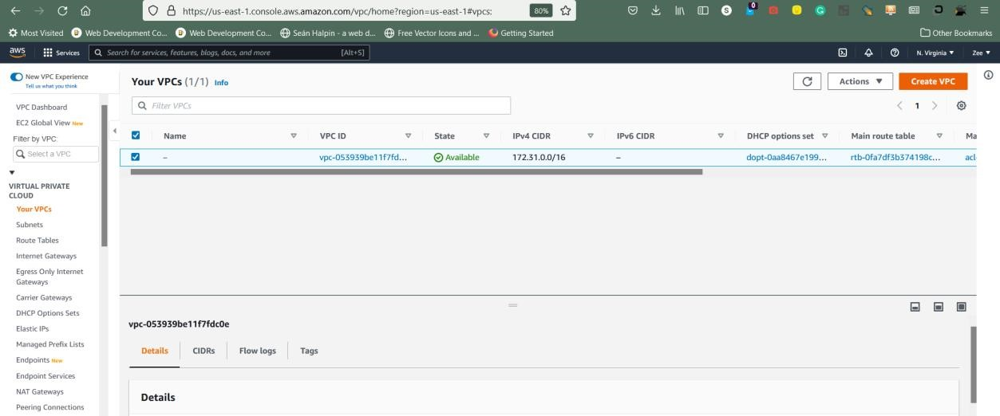 https://us-east-1.console.aws.amazon.com/vpc/home?region=us-east-1#vpcs: 80%
Most Visited Web Development Co... Web Development Co... Seán Halpin - a web d... Free Vector Icons and ... Getting Started Other Bookmarks
aws Services Search for services, features, blogs, docs, and more [Alt+S] N. Virginia Zee
New VPC Experience
Tell us what you think
VPC Dashboard
EC2 Global View New
Filter by VPC:
Select a VPC
VIRTUAL PRIVATE
CLOUD
Your VPCs
Subnets
Route Tables
Internet Gateways
Egress Only Internet
Gateways
Carrier Gateways
DHCP Options Sets
Elastic IPs
Managed Prefix Lists
Endpoints New
Endpoint Services
NAT Gateways
Peering Connections
Your VPCs (1/1) Info
Actions
Create VPC
Filter VPCs
1
Name VPC ID State IPv4 CIDR IPv6 CIDR DHCP options set Main route table Ma
– vpc-053939be11f7fd... Available 172.31.0.0/16 – dopt-0aa8467e199... rtb-0fa7df3b374198c... acl
vpc-053939be11f7fdc0e
Details CIDRs Flow logs Tags
Details